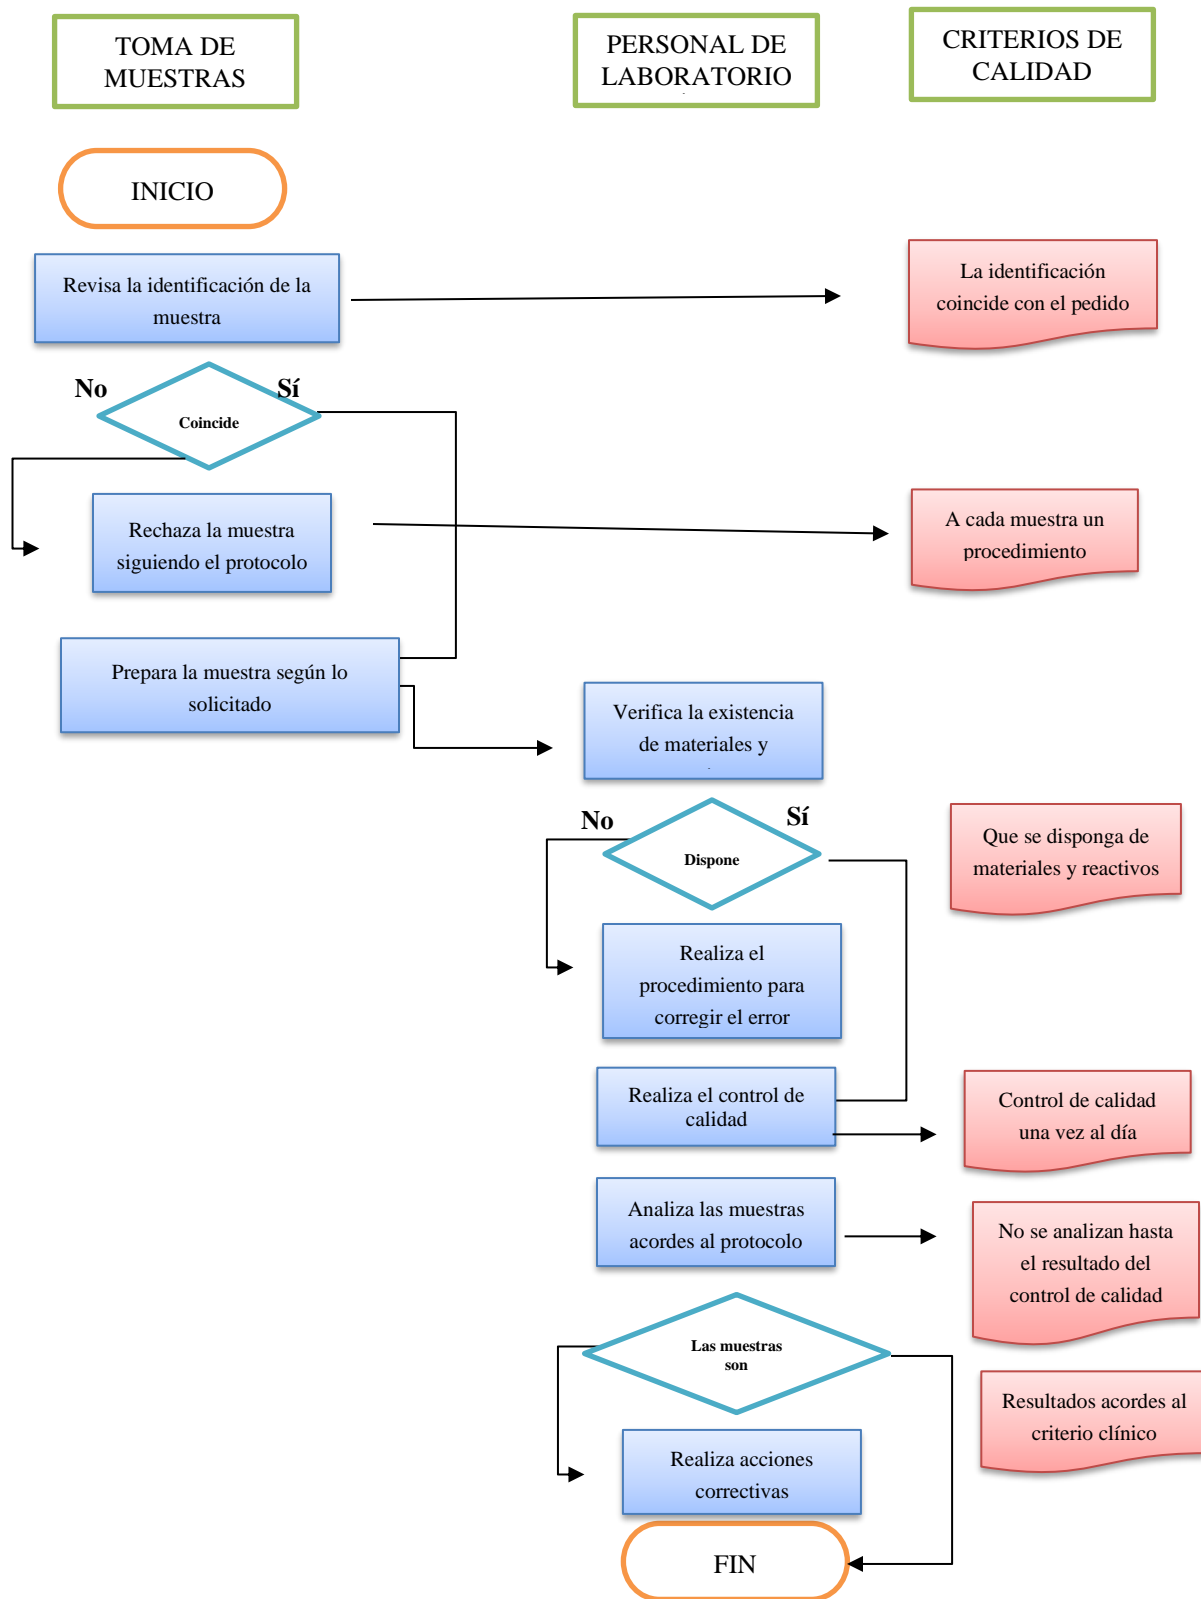 TOMA DE
MUESTRAS
PERSONAL DE
LABORATORIO
CRITERIOS DE
CALIDAD
INICIO
Revisa la identificación de la
muestra
La identificación
coincide con el pedido
No
Sí
Coincide
Rechaza la muestra
siguiendo el protocolo
A cada muestra un
procedimiento
Prepara la muestra según lo
solicitado
Verifica la existencia
de materiales y
No
Sí
Dispone
Que se disponga de
materiales y reactivos
Realiza el
procedimiento para
corregir el error
Realiza el control de
calidad
Control de calidad
una vez al día
Analiza las muestras
acordes al protocolo
No se analizan hasta
el resultado del
control de calidad
Las muestras
son
Resultados acordes al
criterio clínico
Realiza acciones
correctivas
FIN